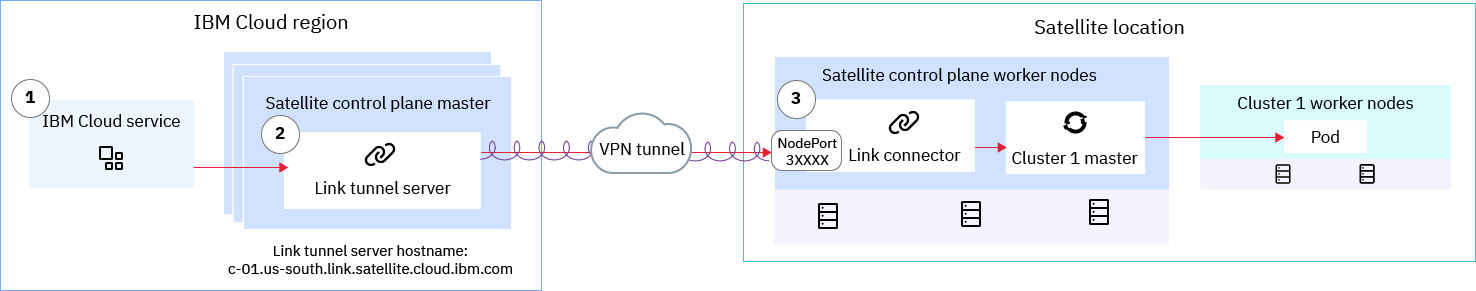 IBM Cloud region
1
IBM Cloud service
Satellite control plane master
2
Link tunnel server
Link tunnel server hostname:
c-01.us-south.link.satellite.cloud.ibm.com
VPN tunnel
Satellite location
Satellite control plane worker nodes
3
NodePort
3XXXX
Link connector
Cluster 1 master
Cluster 1 worker nodes
Pod